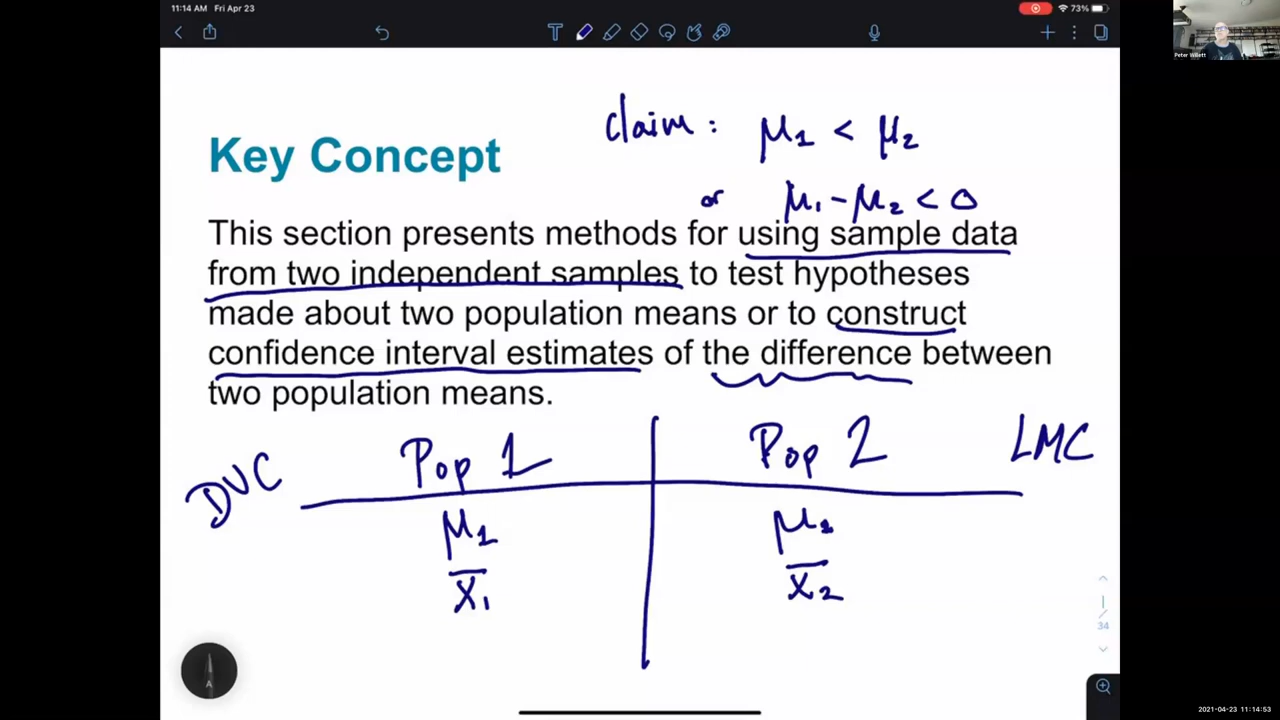 11:14 AM Fri Apr 23
73%
Peter Willett
claim: μ1 < μ2
Key Concept
or μ1 - μ2 < 0
This section presents methods for using sample data
from two independent samples to test hypotheses
made about two population means or to construct
confidence interval estimates of the difference between
two population means.
DVC Pop 1 Pop 2 LMC
μ1 μ2
x̄1 x̄2
1
/
34
A
2021-04-23 11:14:53